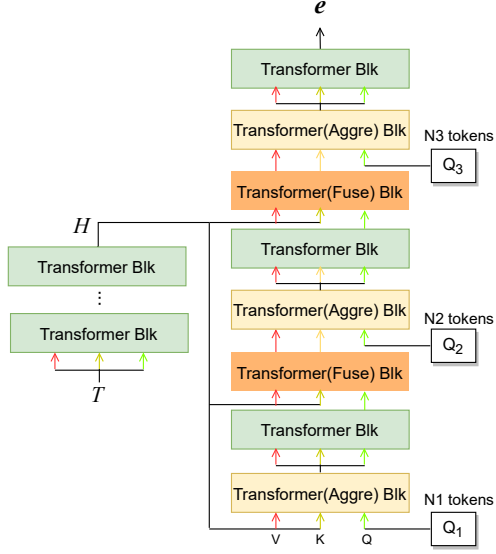 e
Transformer Blk
Transformer(Aggre) Blk
N3 tokens
Q3
Transformer(Fuse) Blk
H
Transformer Blk
Transformer Blk
⋮
Transformer(Aggre) Blk
N2 tokens
Q2
Transformer Blk
Transformer(Fuse) Blk
T
Transformer Blk
Transformer(Aggre) Blk
N1 tokens
Q1
V K Q